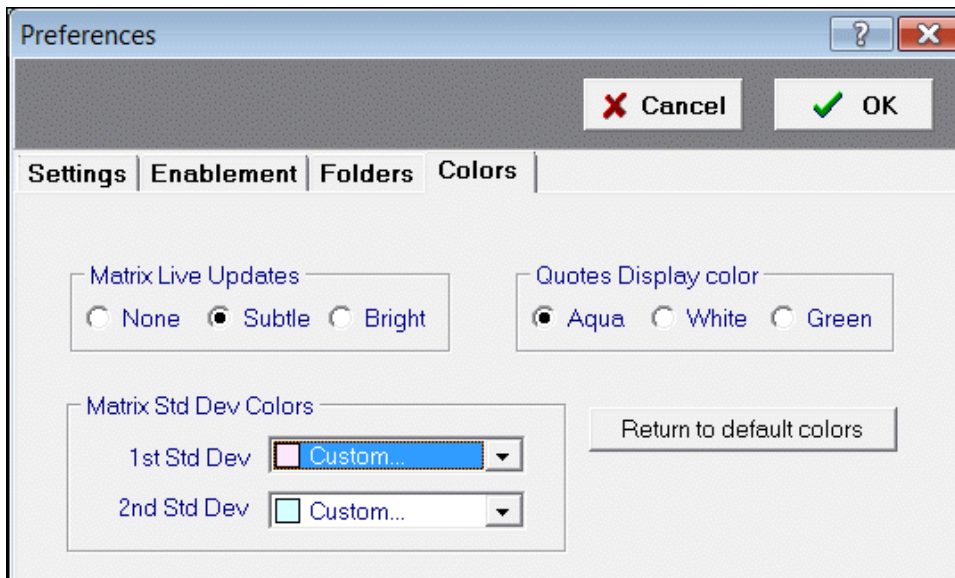 Preferences
?
Cancel OK
Settings Enablement Folders Colors
Matrix Live Updates Quotes Display color
None Subtle Bright Aqua White Green
Matrix Std Dev Colors
Return to default colors
1st Std Dev Custom...
2nd Std Dev Custom...